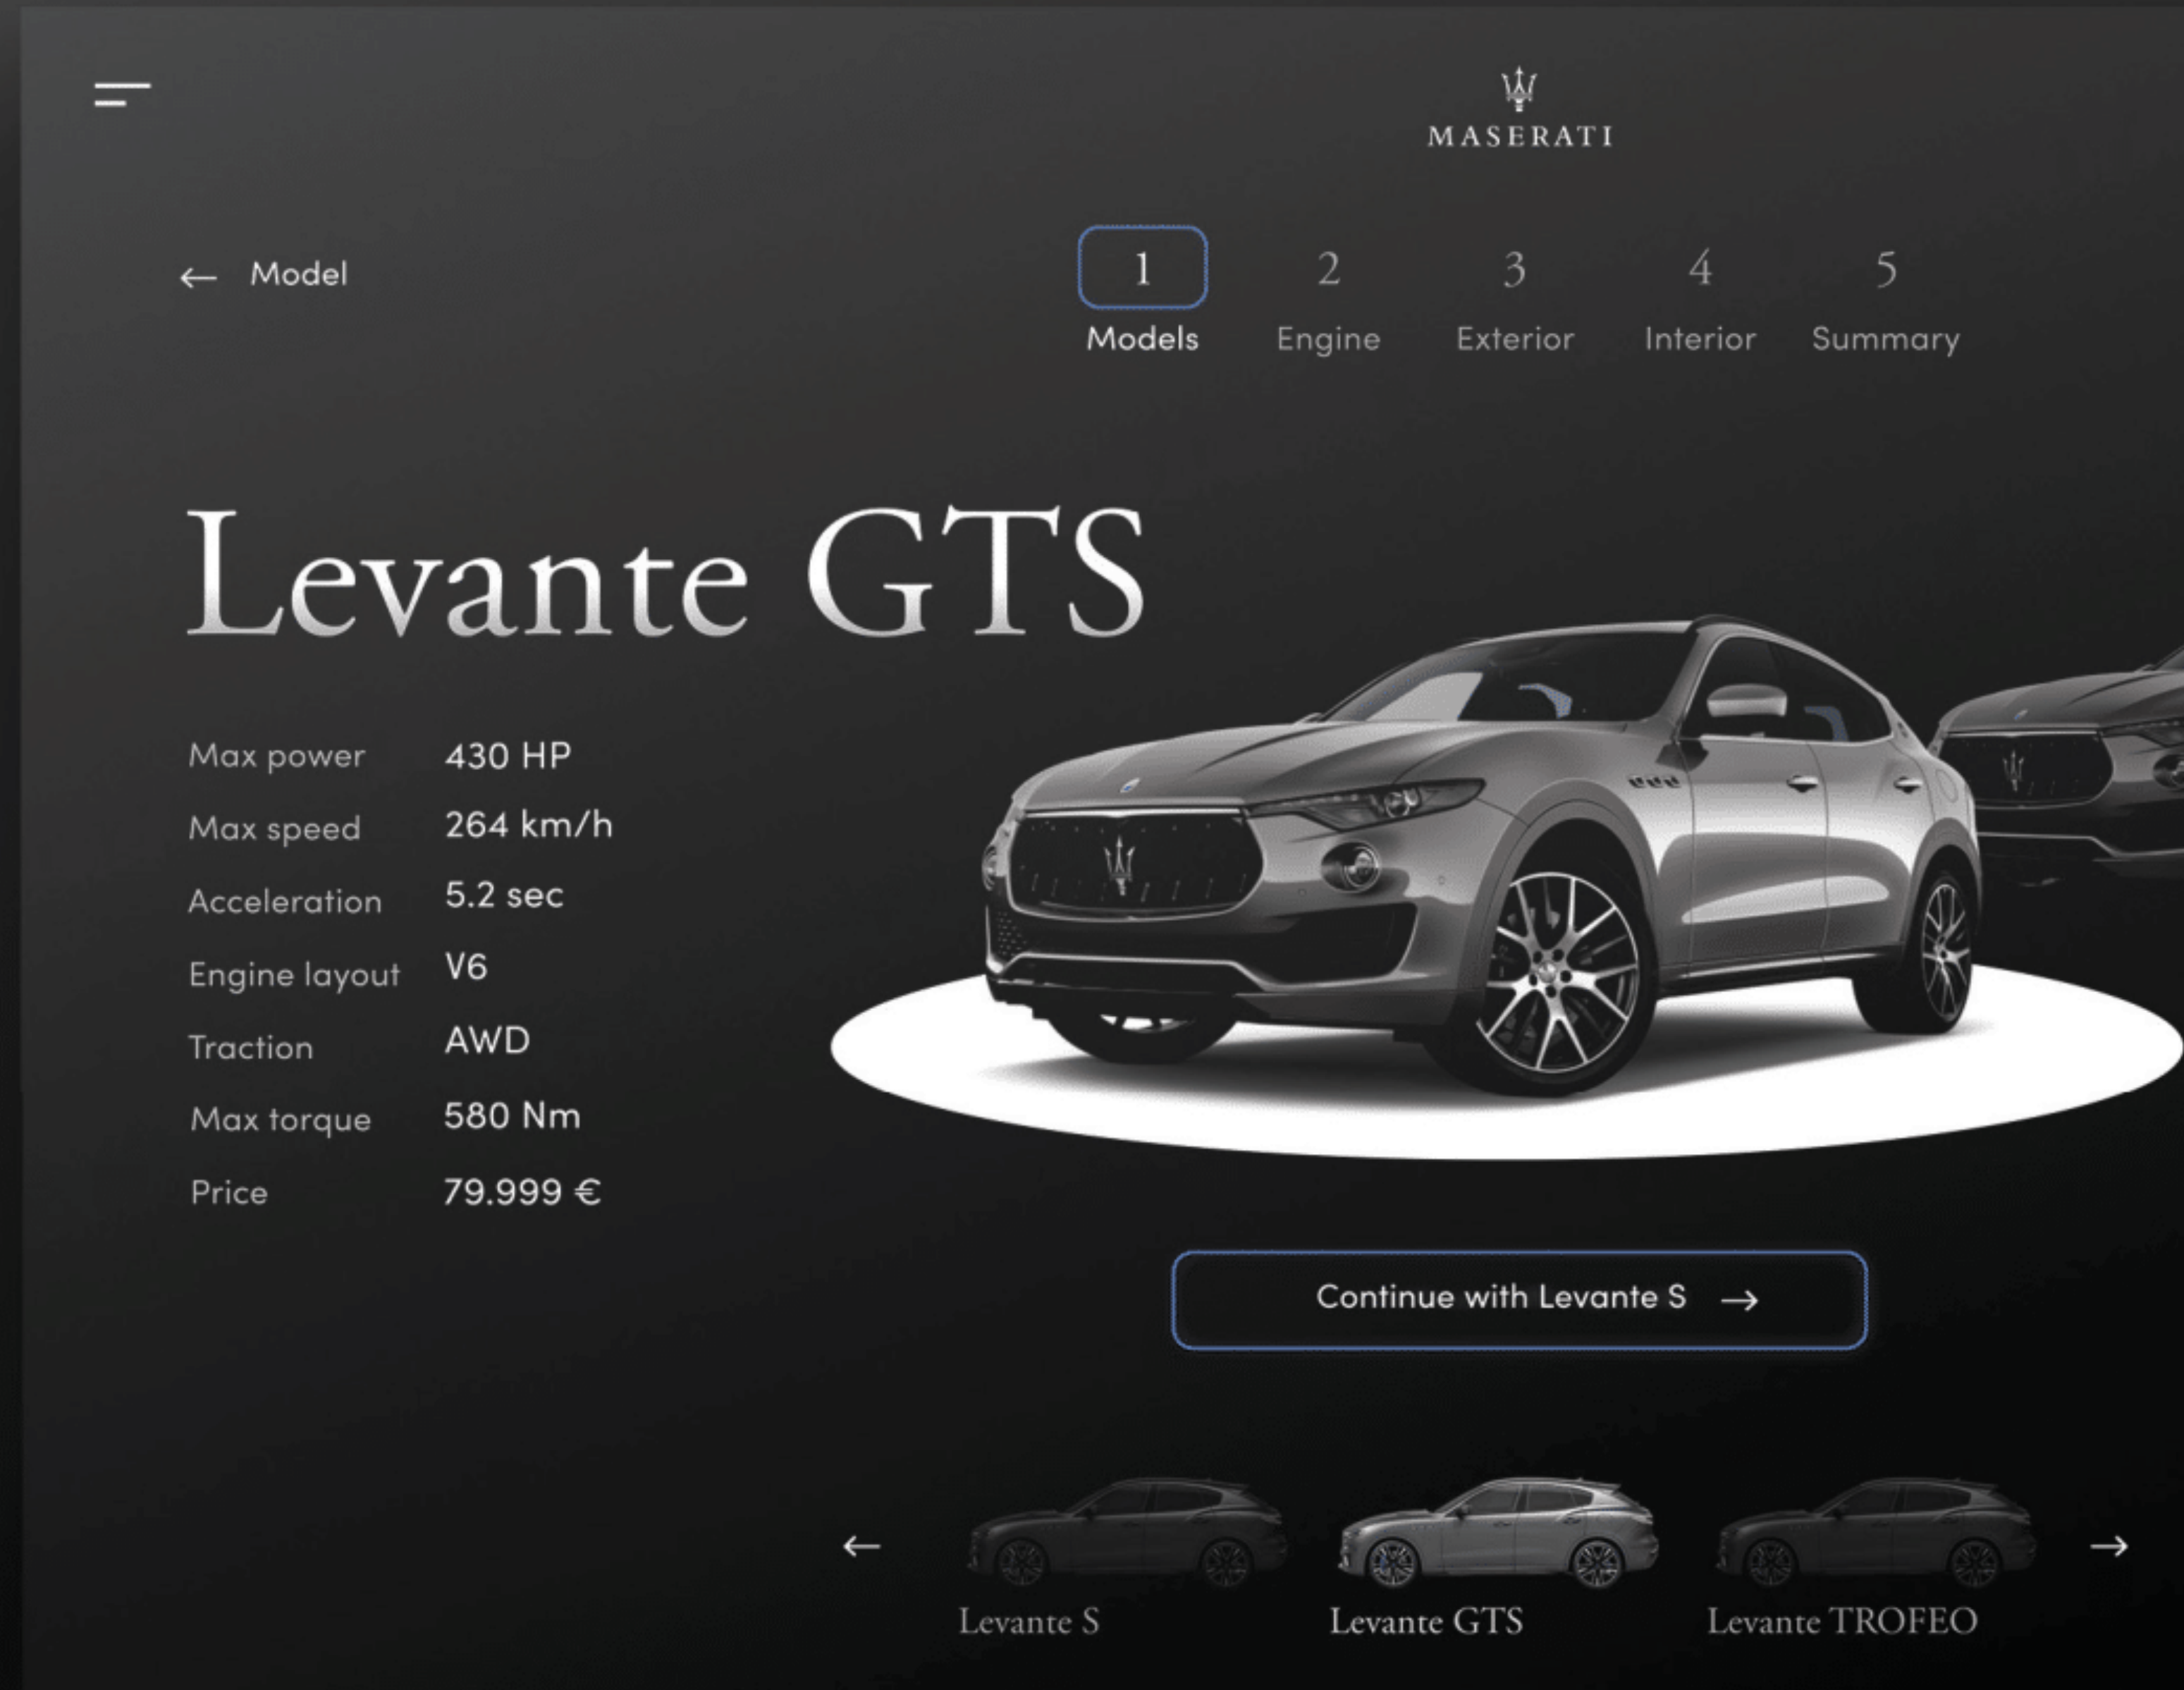 MASERATI
← Model
1 2 3 4 5
Models Engine Exterior Interior Summary
Levante GTS
Max power 430 HP
Max speed 264 km/h
Acceleration 5.2 sec
Engine layout V6
Traction AWD
Max torque 580 Nm
Price 79.999 €
Continue with Levante S →
Levante S Levante GTS Levante TROFEO